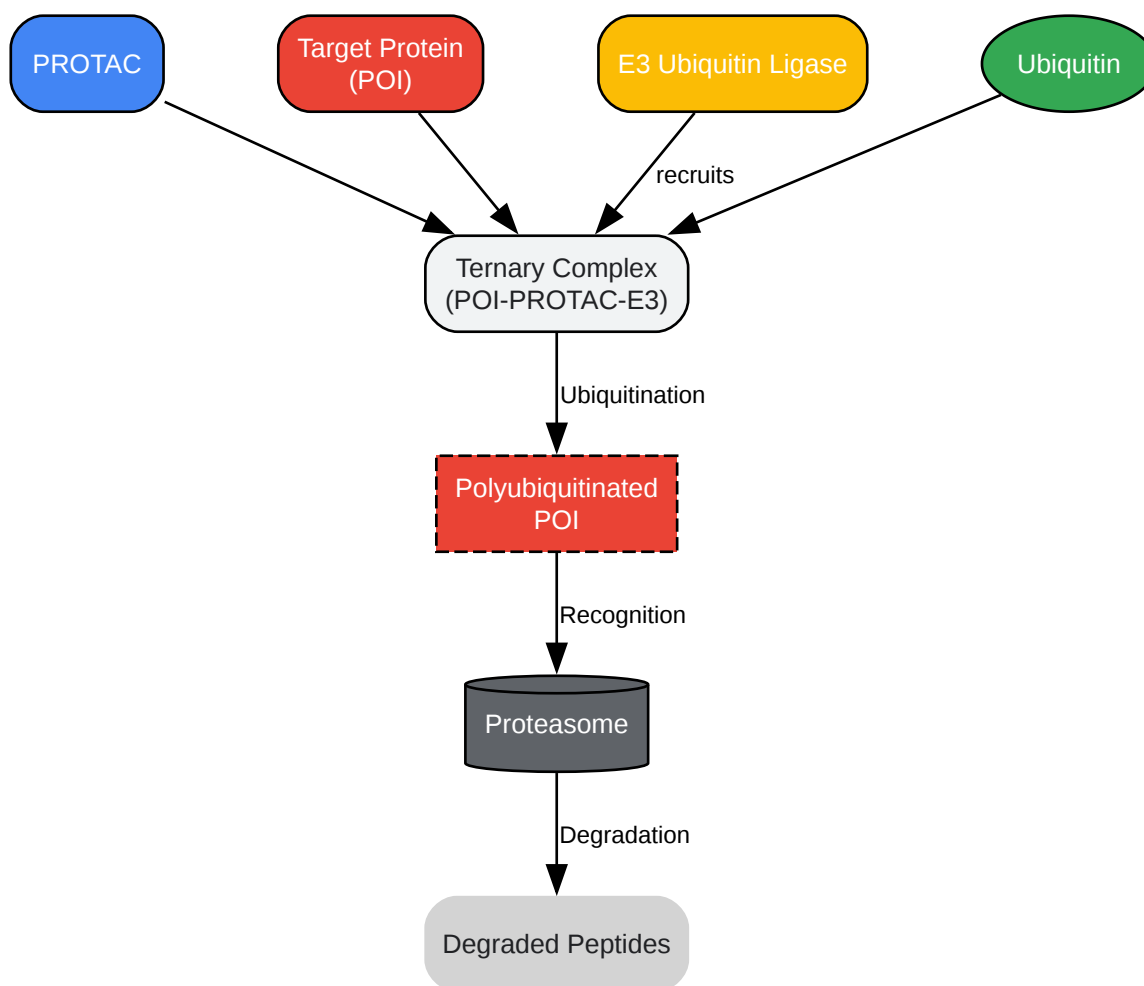 PROTAC
Target Protein
(POI)
E3 Ubiquitin Ligase
Ubiquitin
recruits
Ternary Complex
(POI-PROTAC-E3)
Ubiquitination
Polyubiquitinated
POI
Recognition
Proteasome
Degradation
Degraded Peptides